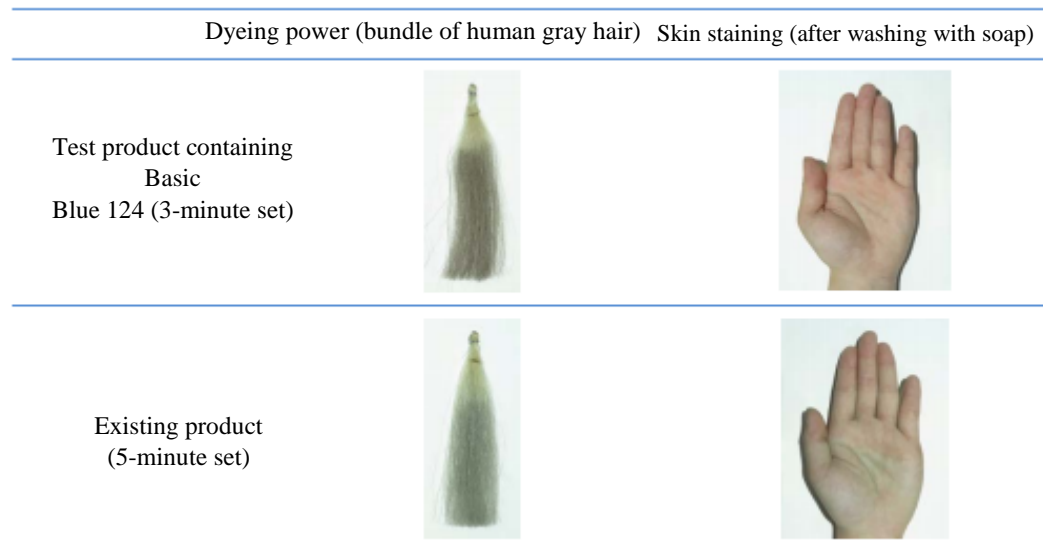 Dyeing power (bundle of human gray hair) Skin staining (after washing with soap)
Test product containing
Basic
Blue 124 (3-minute set)
Existing product
(5-minute set)